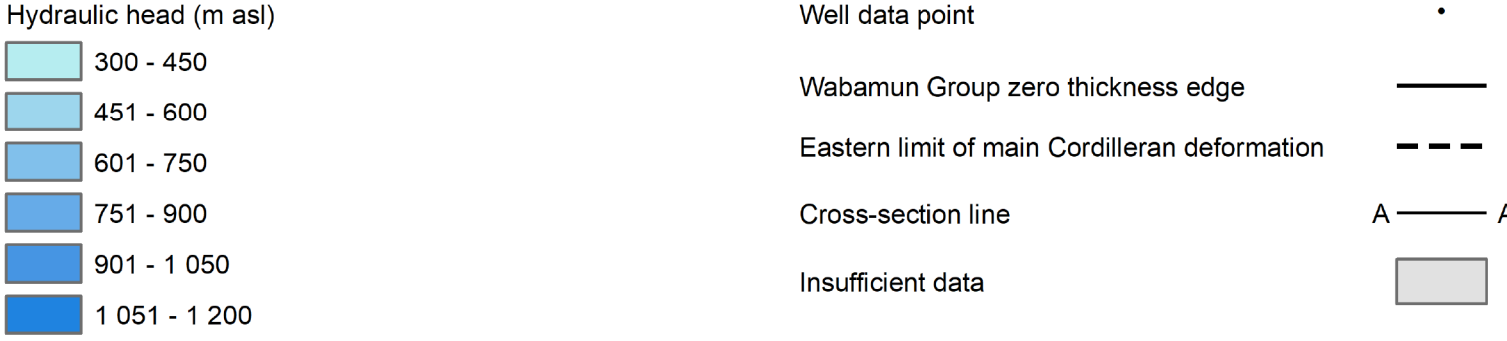 Hydraulic head (m asl)
300 - 450
451 - 600
601 - 750
751 - 900
901 - 1 050
1 051 - 1 200
Well data point
Wabamun Group zero thickness edge
Eastern limit of main Cordilleran deformation
Cross-section line A
Insufficient data